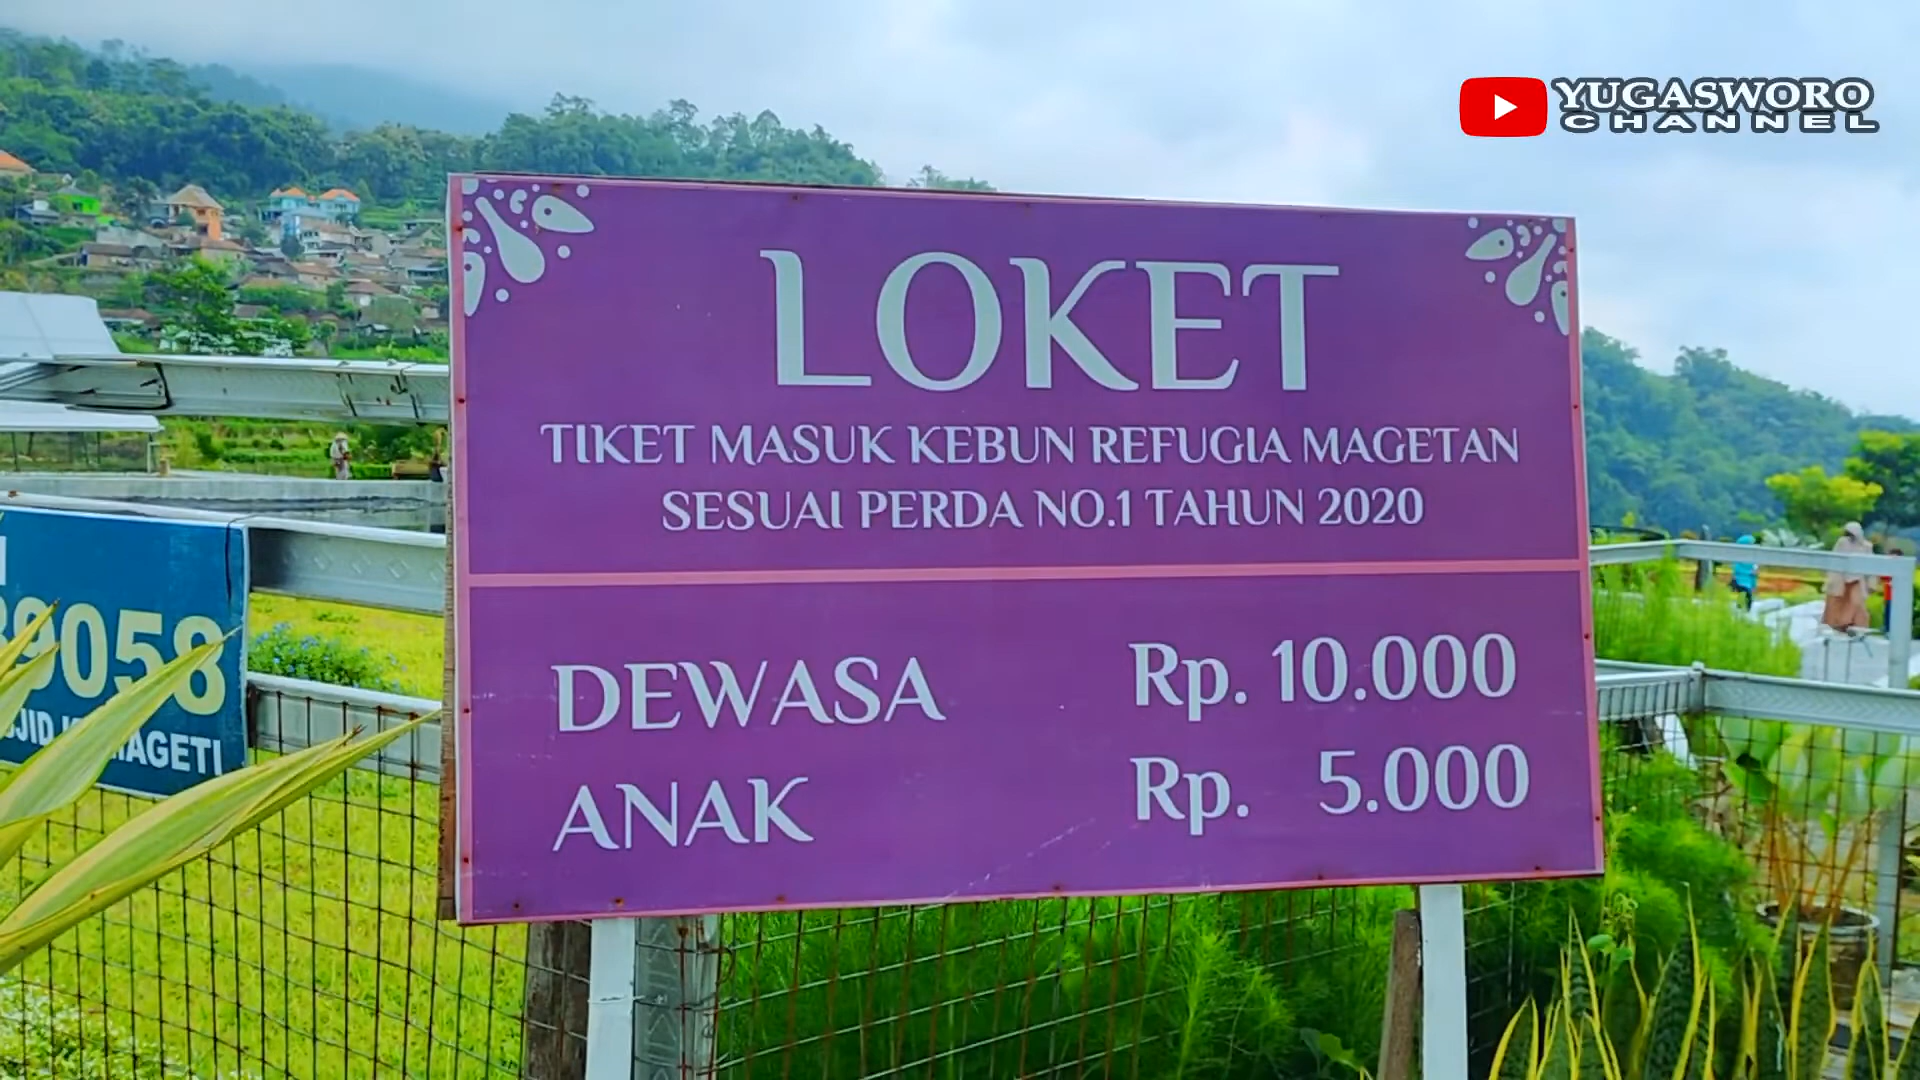 YUGASWORO
CHANNEL
LOKET
TIKET MASUK KEBUN REFUGIA MAGETAN
SESUAI PERDA NO.1 TAHUN 2020
DEWASA Rp. 10.000
ANAK Rp. 5.000
9058